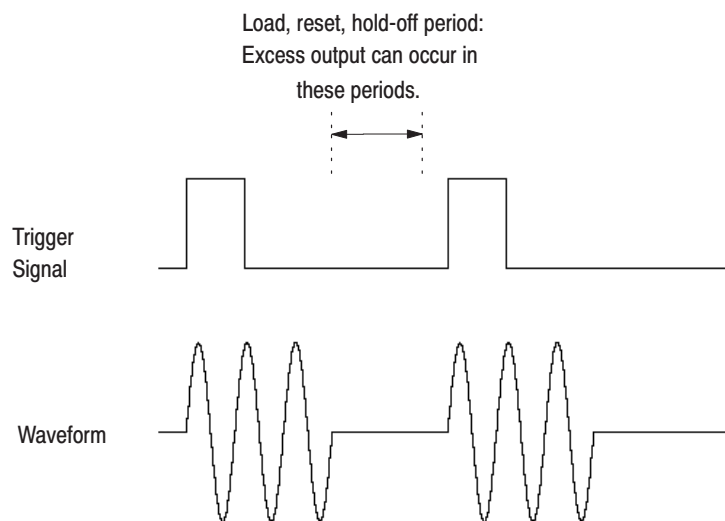 Load, reset, hold-off period:
Excess output can occur in
these periods.
Trigger
Signal
Waveform